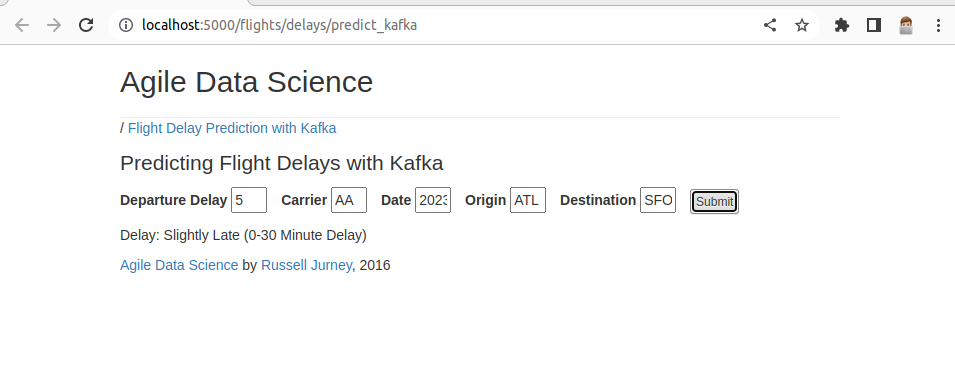 localhost:5000/flights/delays/predict_kafka
Agile Data Science
/ Flight Delay Prediction with Kafka
Predicting Flight Delays with Kafka
Departure Delay 5 Carrier AA Date 2023 Origin ATL Destination SFO Submit
Delay: Slightly Late (0-30 Minute Delay)
Agile Data Science by Russell Jurney, 2016